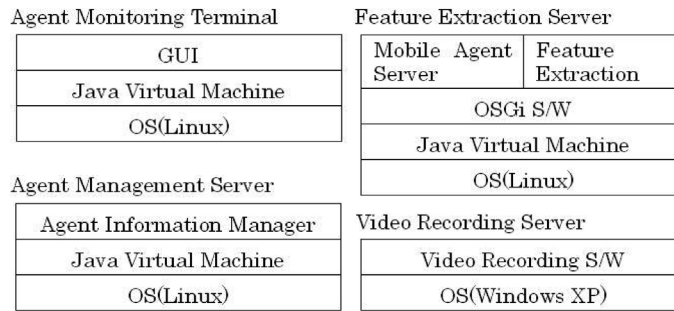 Agent Monitoring Terminal
GUI
Java Virtual Machine
OS(Linux)
Agent Management Server
Agent Information Manager
Java Virtual Machine
OS(Linux)
Feature Extraction Server
Mobile Agent
Server
Feature
Extraction
OSGi S/W
Java Virtual Machine
OS(Linux)
Video Recording Server
Video Recording S/W
OS(Windows XP)